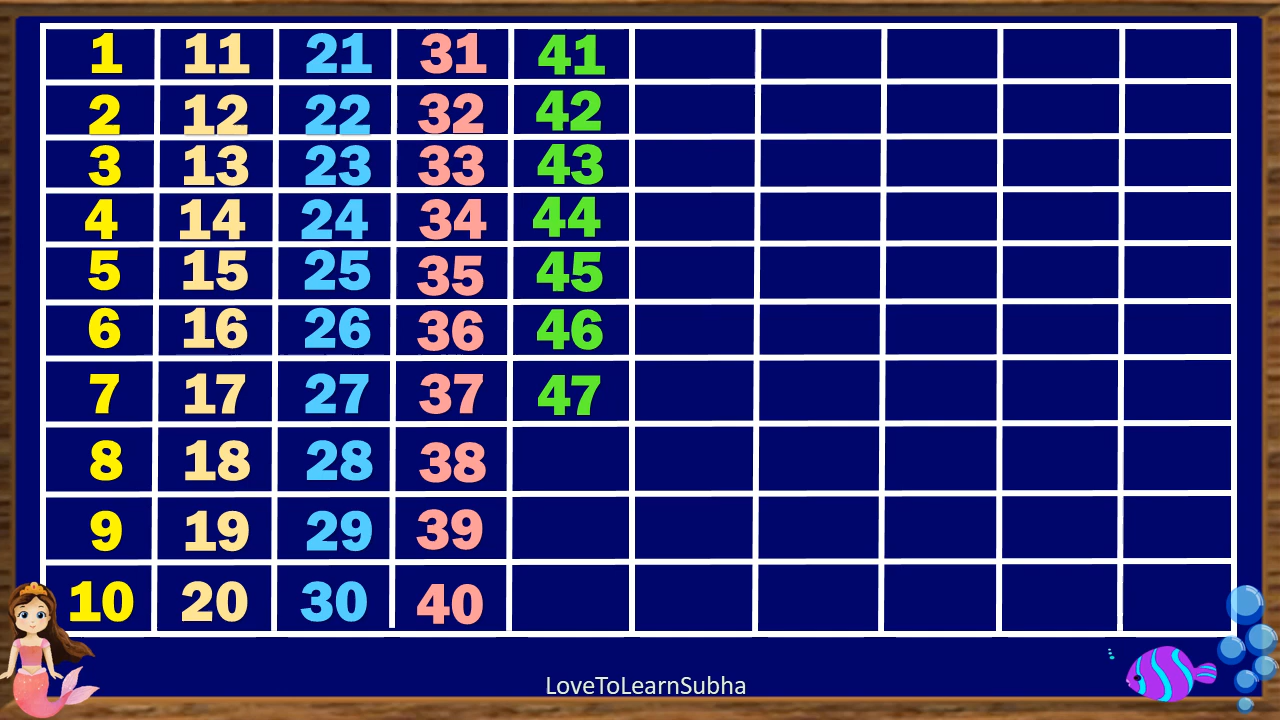 1 11 21 31 41
2 12 22 32 42
3 13 23 33 43
4 14 24 34 44
5 15 25 35 45
6 16 26 36 46
7 17 27 37 47
8 18 28 38
9 19 29 39
10 20 30 40
LoveToLearnSubha